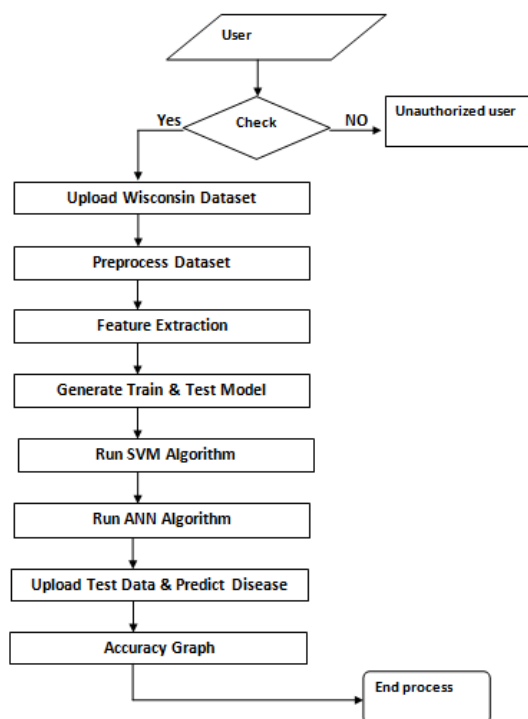 User
Check
Yes
NO
Unauthorized user
Upload Wisconsin Dataset
Preprocess Dataset
Feature Extraction
Generate Train & Test Model
Run SVM Algorithm
Run ANN Algorithm
Upload Test Data & Predict Disease
Accuracy Graph
End process